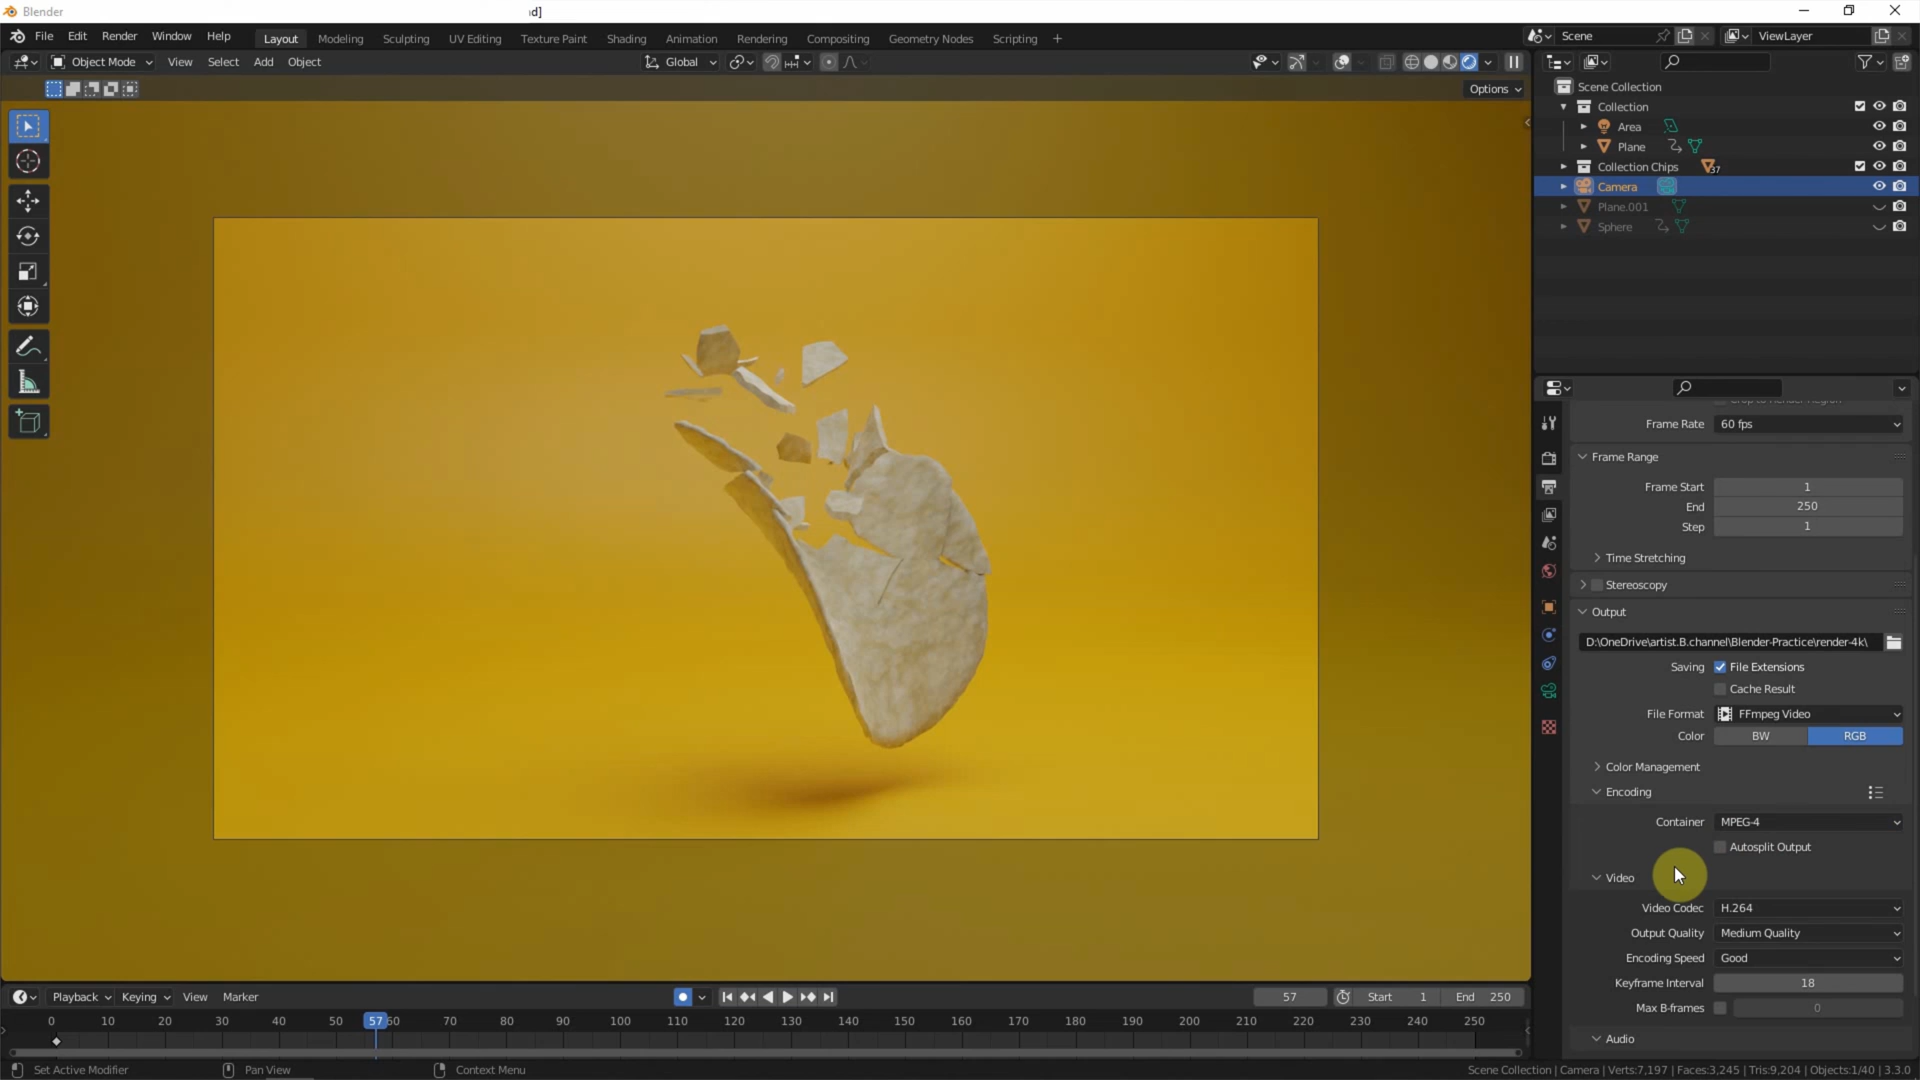 Blender d]
File Edit Render Window Help Layout Modeling Sculpting UV Editing Texture Paint Shading Animation Rendering Compositing Geometry Nodes Scripting + Scene ViewLayer
Object Mode View Select Add Object Global
Options
Scene Collection
Collection
Area
Plane
Collection Chips 37
Camera
Plane.001
Sphere
Frame Rate 60 fps
Frame Range
Frame Start 1
End 250
Step 1
Time Stretching
Stereoscopy
Output
D:\OneDrive\artist.B.channel\Blender-Practice\render-4k\
Saving File Extensions
Cache Result
File Format FFmpeg Video
Color BW RGB
Color Management
Encoding
Container MPEG-4
Autosplit Output
Video
Video Codec H.264
Output Quality Medium Quality
Encoding Speed Good
Keyframe Interval 18
Max B-frames 0
Audio
Playback Keying View Marker 57 Start 1 End 250
0 10 20 30 40 50 57 60 70 80 90 100 110 120 130 140 150 160 170 180 190 200 210 220 230 240 250
Set Active Modifier Pan View Context Menu Scene Collection | Camera | Verts:7,197 | Faces:3,245 | Tris:9,204 | Objects:1/40 | 3.3.0